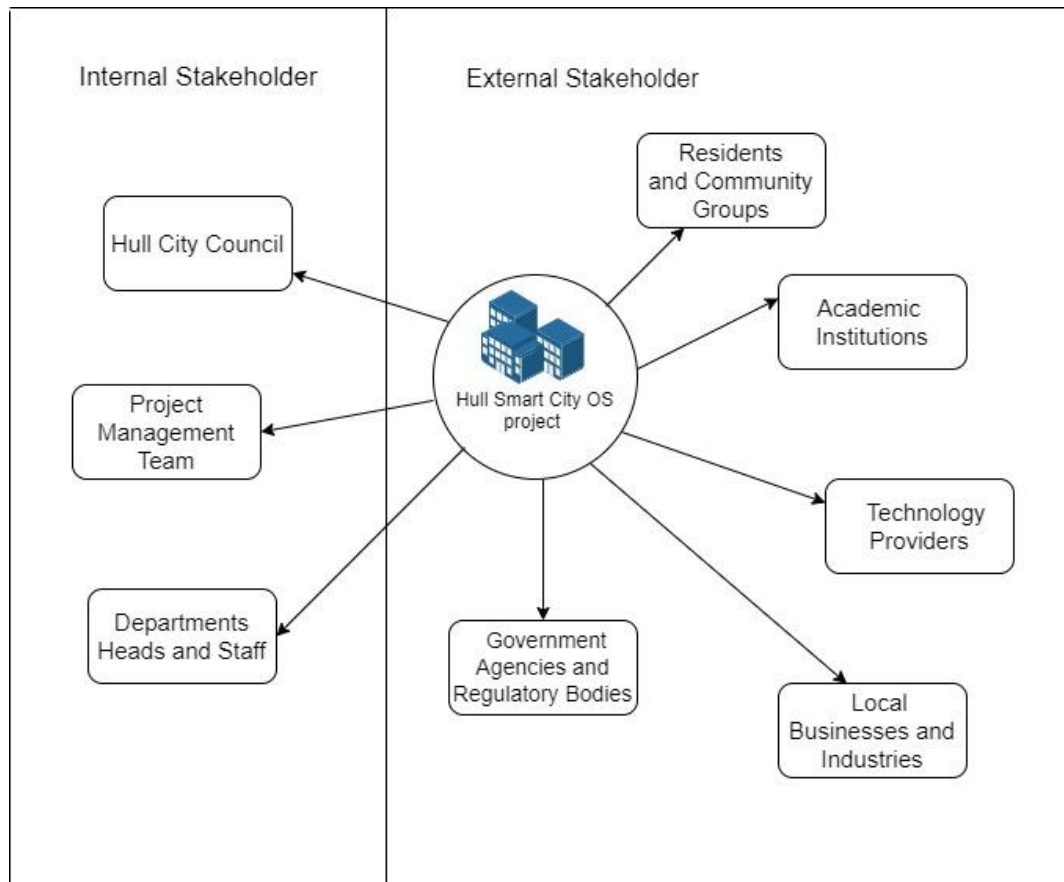 Internal Stakeholder
External Stakeholder
Residents
and Community
Groups
Hull City Council
Academic
Institutions
Hull Smart City OS
project
Project
Management
Team
Technology
Providers
Departments
Heads and Staff
Government
Agencies and
Regulatory Bodies
Local
Businesses and
Industries